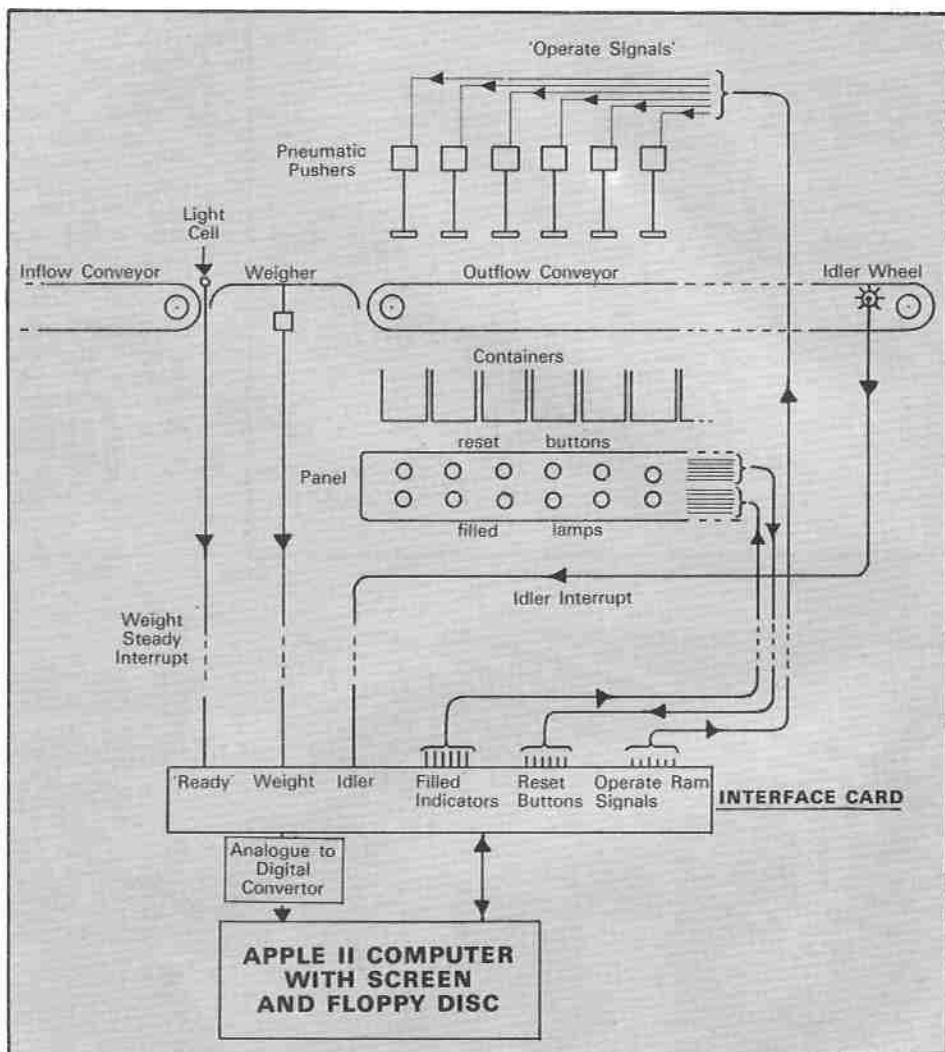 'Operate Signals'
Pneumatic
Pushers
Light
Cell
Inflow Conveyor
Weigher
Outflow Conveyor
Idler Wheel
Containers
reset buttons
Panel
filled lamps
Idler Interrupt
Weight
Steady
Interrupt
'Ready'
Weight
Idler
Filled
Indicators
Reset
Buttons
Operate Ram
Signals
INTERFACE CARD
Analogue to
Digital
Convertor
APPLE II COMPUTER
WITH SCREEN
AND FLOPPY DISC